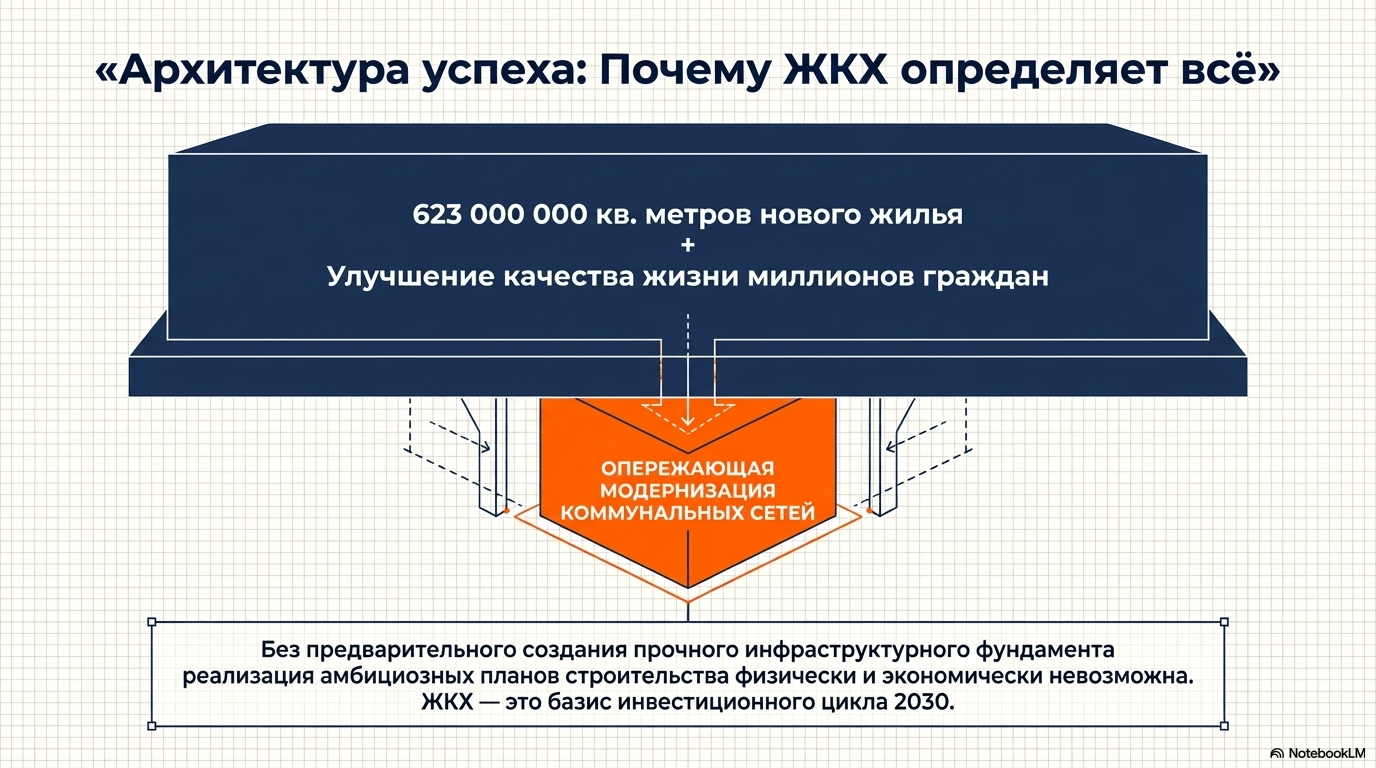 «Архитектура успеха: Почему ЖКХ определяет всё»
623 000 000 кв. метров нового жилья
+
Улучшение качества жизни миллионов граждан
ОПЕРЕЖАЮЩАЯ
МОДЕРНИЗАЦИЯ
КОММУНАЛЬНЫХ СЕТЕЙ
Без предварительного создания прочного инфраструктурного фундамента
реализация амбициозных планов строительства физически и экономически невозможна.
ЖКХ — это базис инвестиционного цикла 2030.
NotebookLM